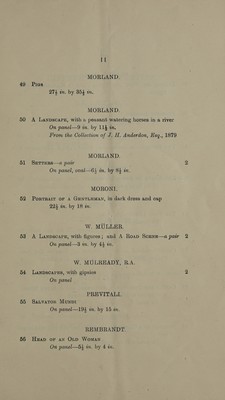 11
MORLAND.
49 PIGS
27½ in. by 35½ in.
MORLAND.
50 A LANDSCAPE, with a peasant watering horses in a river
On panel—9 in. by 11½ in.
From the Collection of J. H. Anderdon, Esq., 1879
MORLAND.
51 SETTERS—a pair 2
On panel, oval—6½ in. by 8½ in.
MORONI.
52 PORTRAIT OF A GENTLEMAN, in dark dress and cap
22½ in. by 18 in.
W. MÜLLER.
53 A LANDSCAPE, with figures; and A ROAD SCENE—a pair 2
On panel—3 in. by 4½ in.
W. MULREADY, R.A.
54 LANDSCAPES, with gipsies 2
On panel
PREVITALI.
55 SALVATOR MUNDI
On panel—19½ in. by 15 in.
REMBRANDT.
56 HEAD OF AN OLD WOMAN
On panel—5½ in. by 4 in.